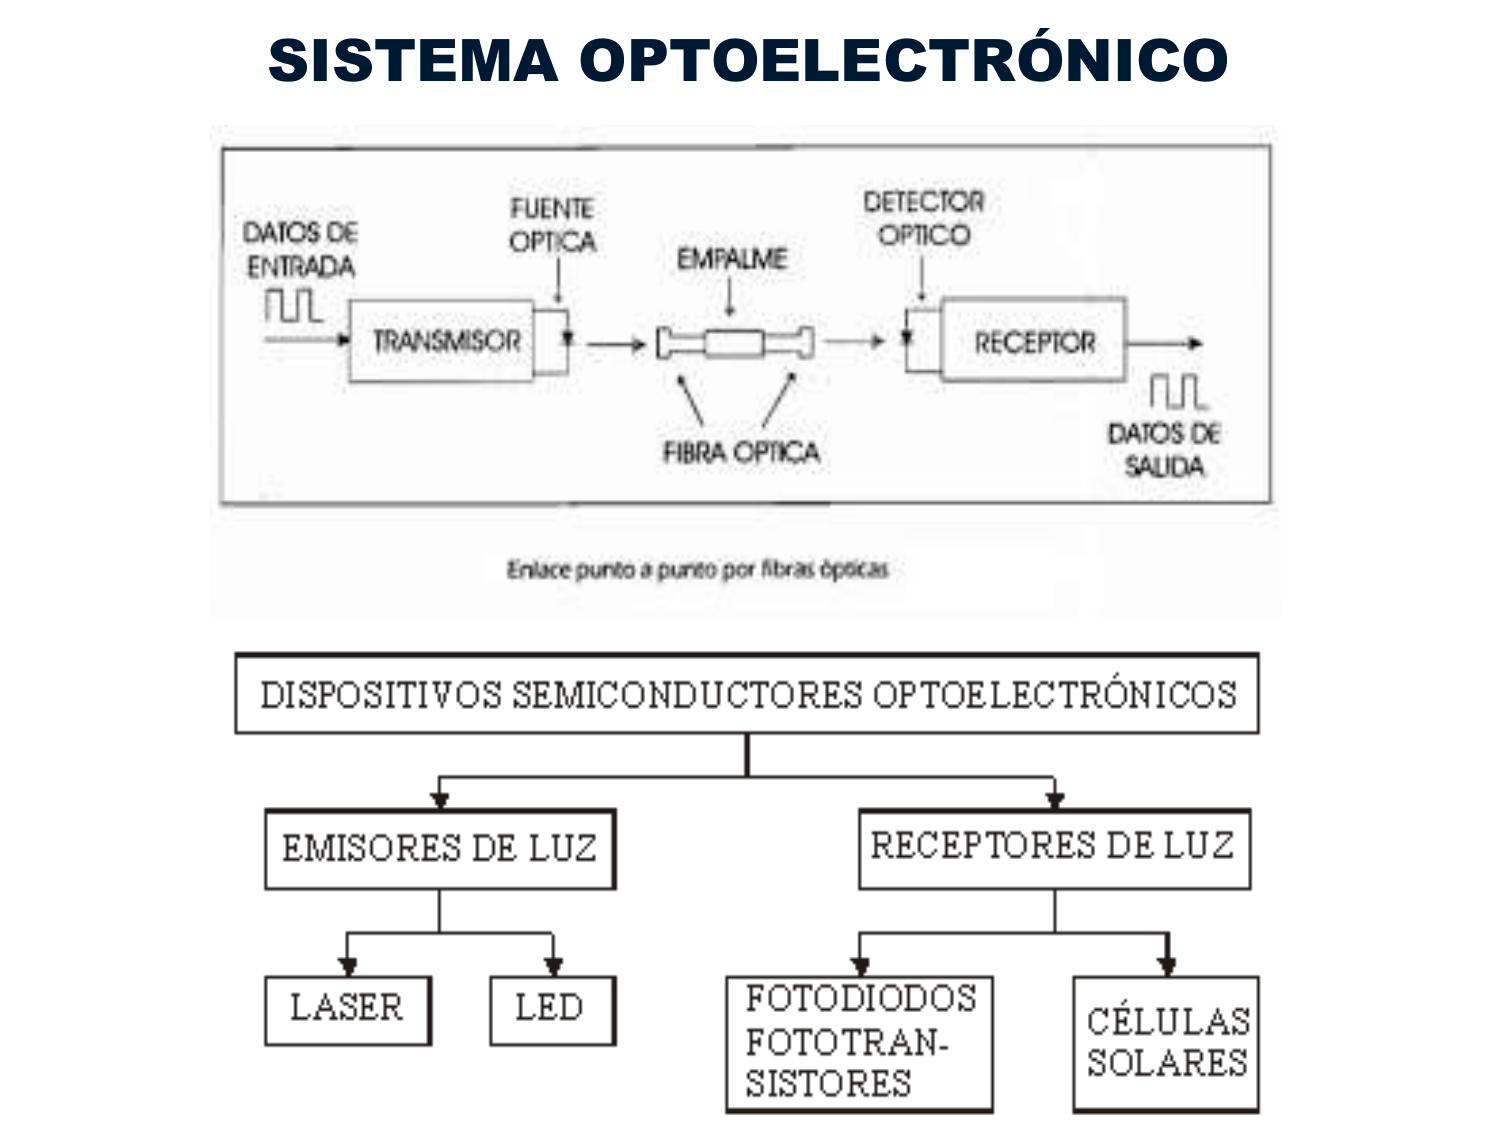 SISTEMA OPTOELECTRÓNICO
DATOS DE
ENTRADA
FUENTE
OPTICA
EMPALME
DETECTOR
OPTICO
TRANSMISOR
RECEPTOR
FIBRA OPTICA
DATOS DE
SALIDA
Enlace punto a punto por fibras ópticas
DISPOSITIVOS SEMICONDUCTORES OPTOELECTRÓNICOS
EMISORES DE LUZ
RECEPTORES DE LUZ
LASER
LED
FOTODIODOS
FOTOTRAN-
SISTORES
CÉLULAS
SOLARES